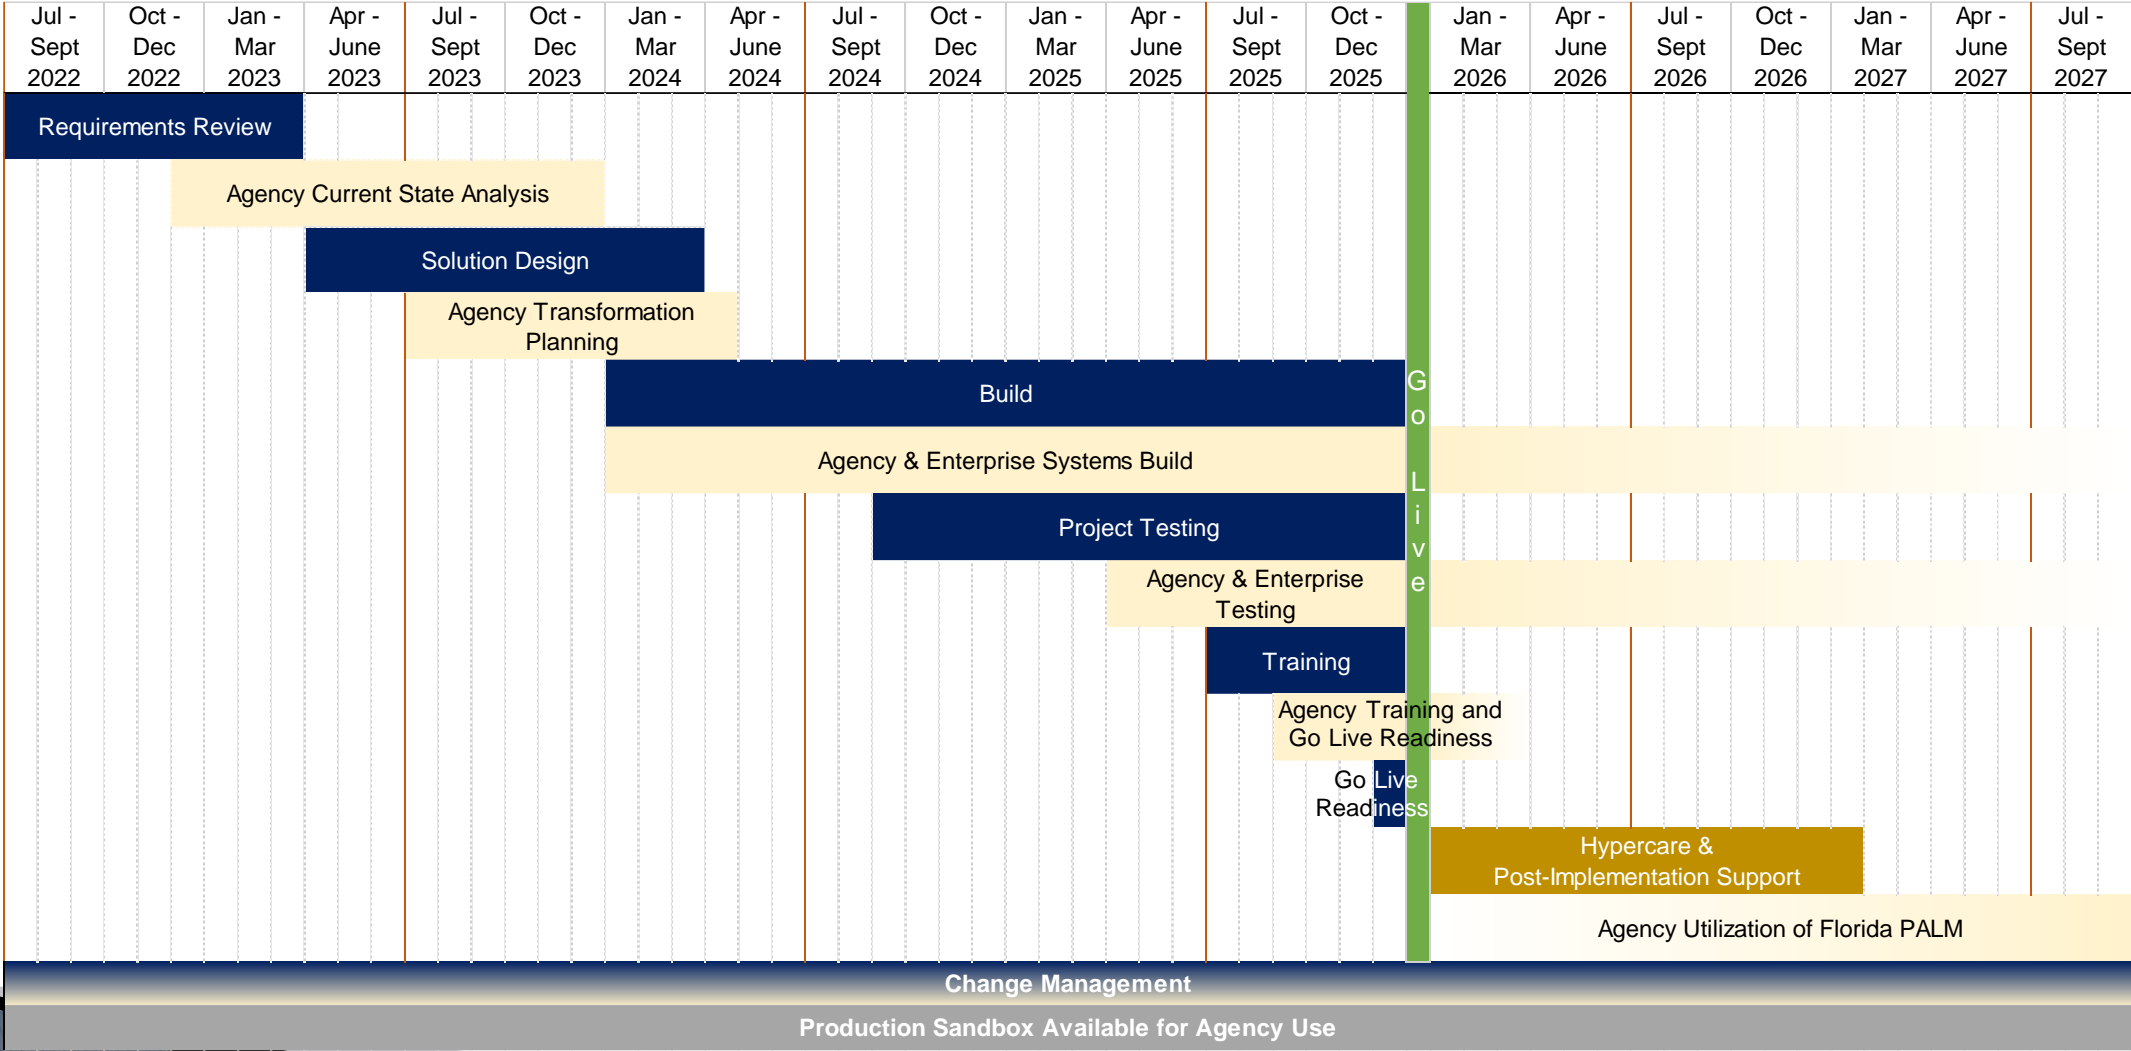 Jul - Oct - Jan - Apr - Jul - Oct - Jan - Apr - Jul - Oct - Jan - Apr - Jul - Oct - Jan - Apr - Jul - Oct - Jan - Apr - Jul -
Sept Dec Mar June Sept Dec Mar June Sept Dec Mar June Sept Dec Mar June Sept Dec Mar June Sept
2022 2022 2023 2023 2023 2023 2024 2024 2024 2024 2025 2025 2025 2025 2026 2026 2026 2026 2027 2027 2027
Requirements Review
Agency Current State Analysis
Solution Design
Agency Transformation
Planning
Build
Go Live
Agency & Enterprise Systems Build
Project Testing
Agency & Enterprise
Testing
Training
Agency Training and
Go Live Readiness
Go Live
Readiness
Hypercare &
Post-Implementation Support
Agency Utilization of Florida PALM
Change Management
Production Sandbox Available for Agency Use